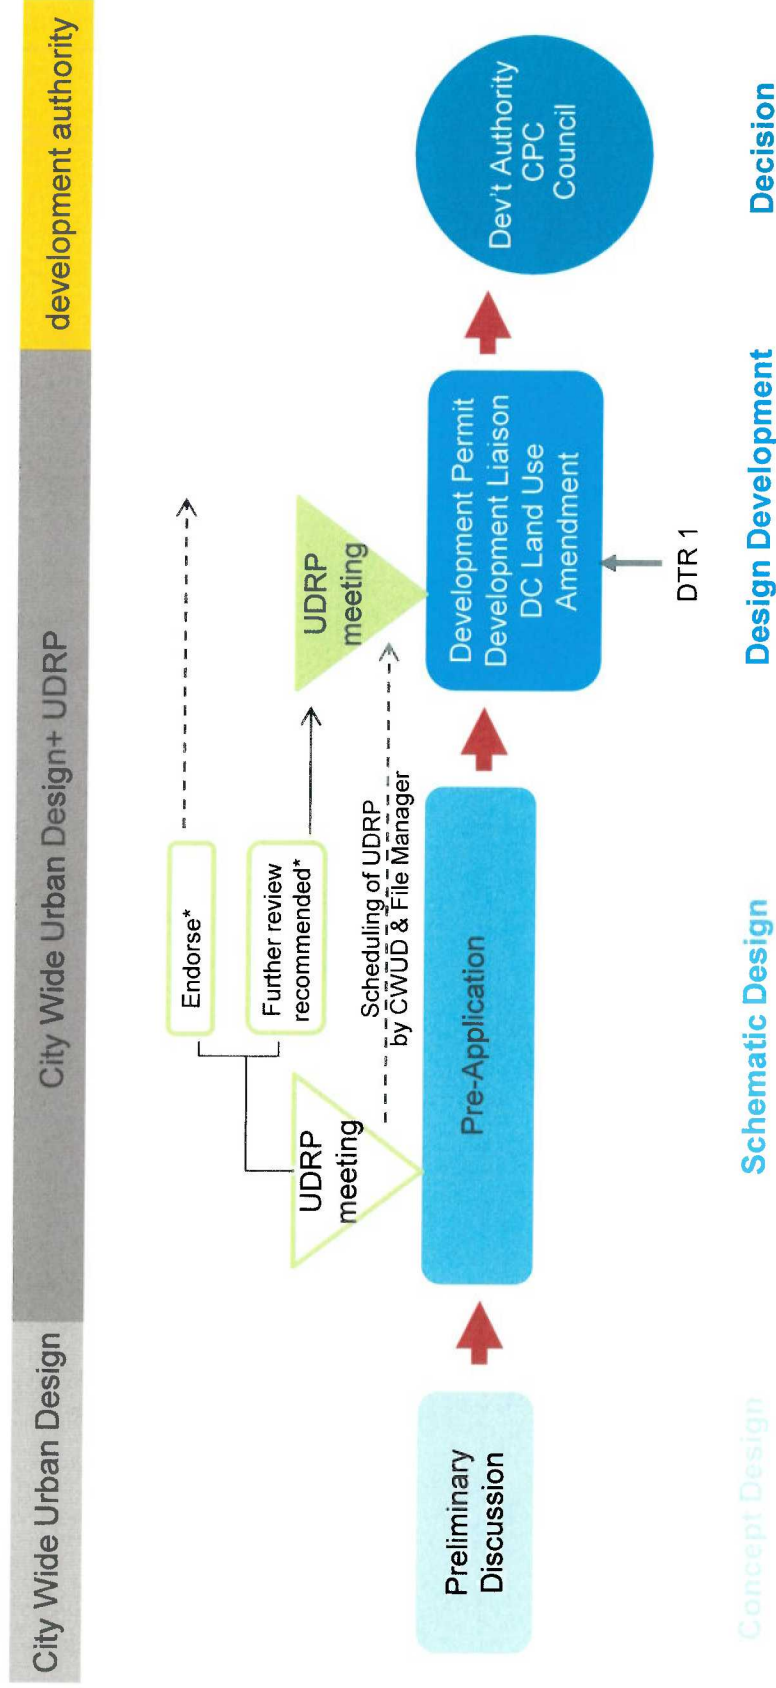 City Wide Urban Design
City Wide Urban Design+ UDRP
development authority
Endorse*
Further review
recommended*
UDRP
meeting
UDRP
meeting
Scheduling of UDRP
by CWUD & File Manager
Preliminary
Discussion
Pre-Application
Development Permit
Development Liaison
DC Land Use
Amendment
Dev't Authority
CPC
Council
DTR 1
Concept Design
Schematic Design
Design Development
Decision